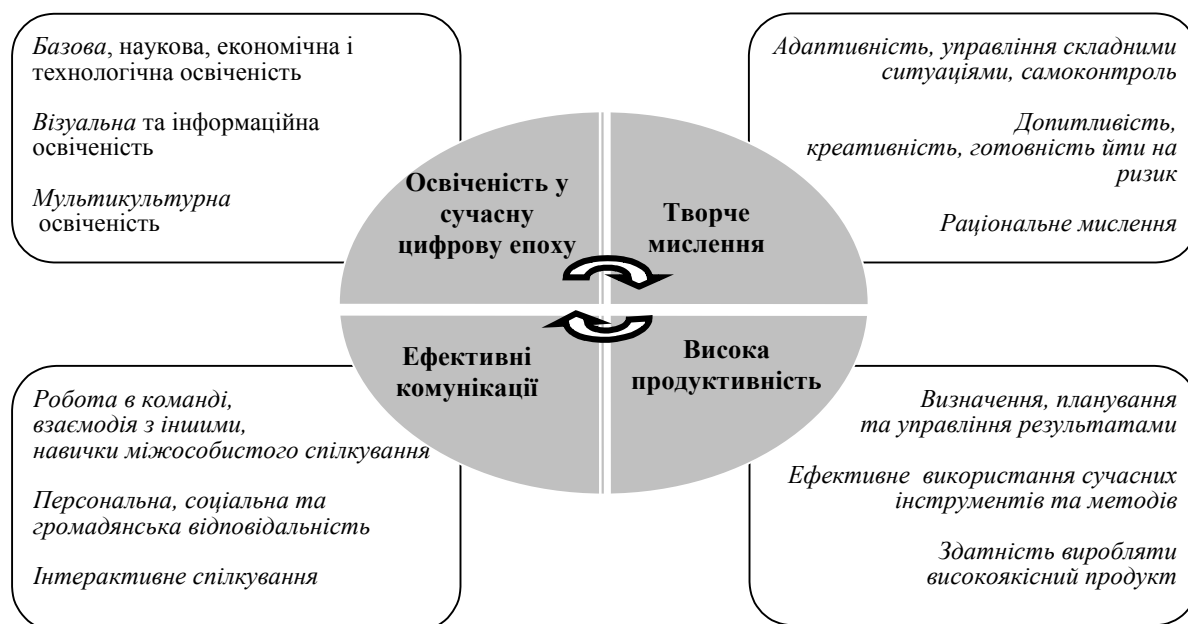 Базова, наукова, економічна і
технологічна освіченість
Візуальна та інформаційна
освіченість
Мультикультурна
освіченість
Адаптивність, управління складними
ситуаціями, самоконтроль
Допитливість,
креативність, готовність йти на
ризик
Раціональне мислення
Освіченість у
сучасну
цифрову епоху
Творче
мислення
Ефективні
комунікації
Висока
продуктивність
Робота в команді,
взаємодія з іншими,
навички міжособистого спілкування
Персональна, соціальна та
громадянська відповідальність
Інтерактивне спілкування
Визначення, планування
та управління результатами
Ефективне використання сучасних
інструментів та методів
Здатність виробляти
високоякісний продукт